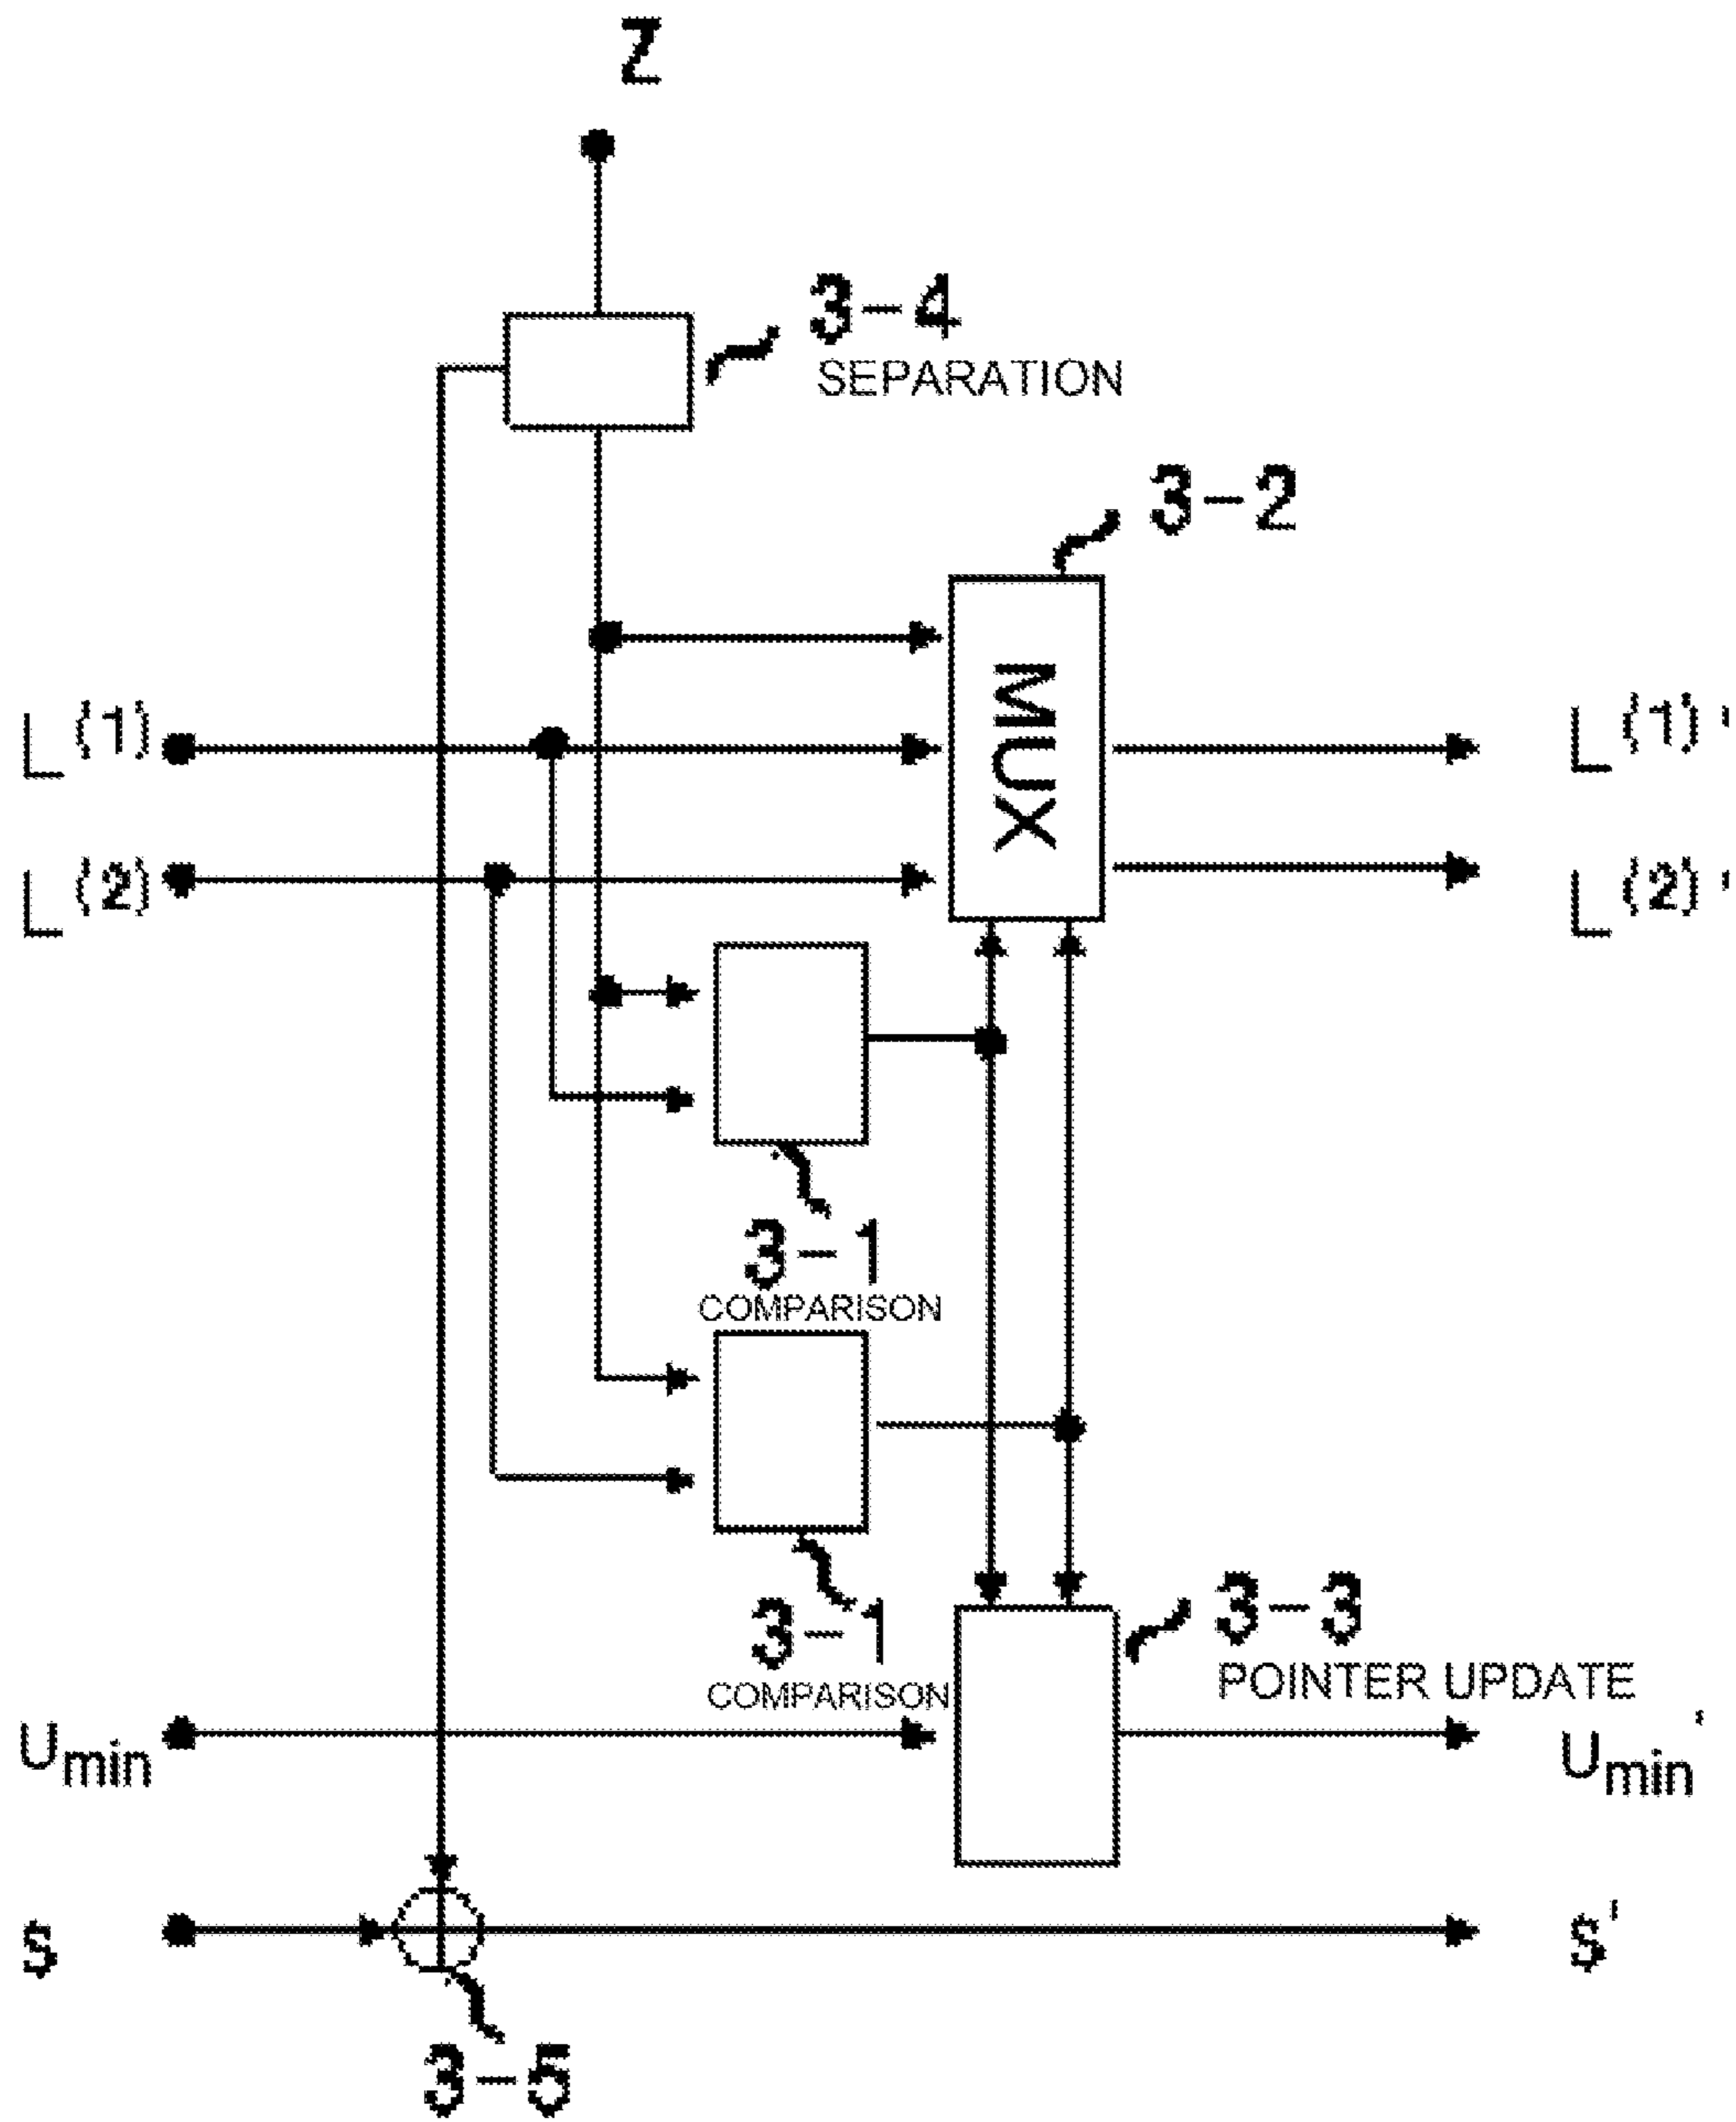 Z
3-4
SEPARATION
3-2
MUX
L(1)
L(1)'
L(2)
L(2)'
3-1
COMPARISON
3-1
COMPARISON
3-3
POINTER UPDATE
Umin
Umin'
S
S'
3-5